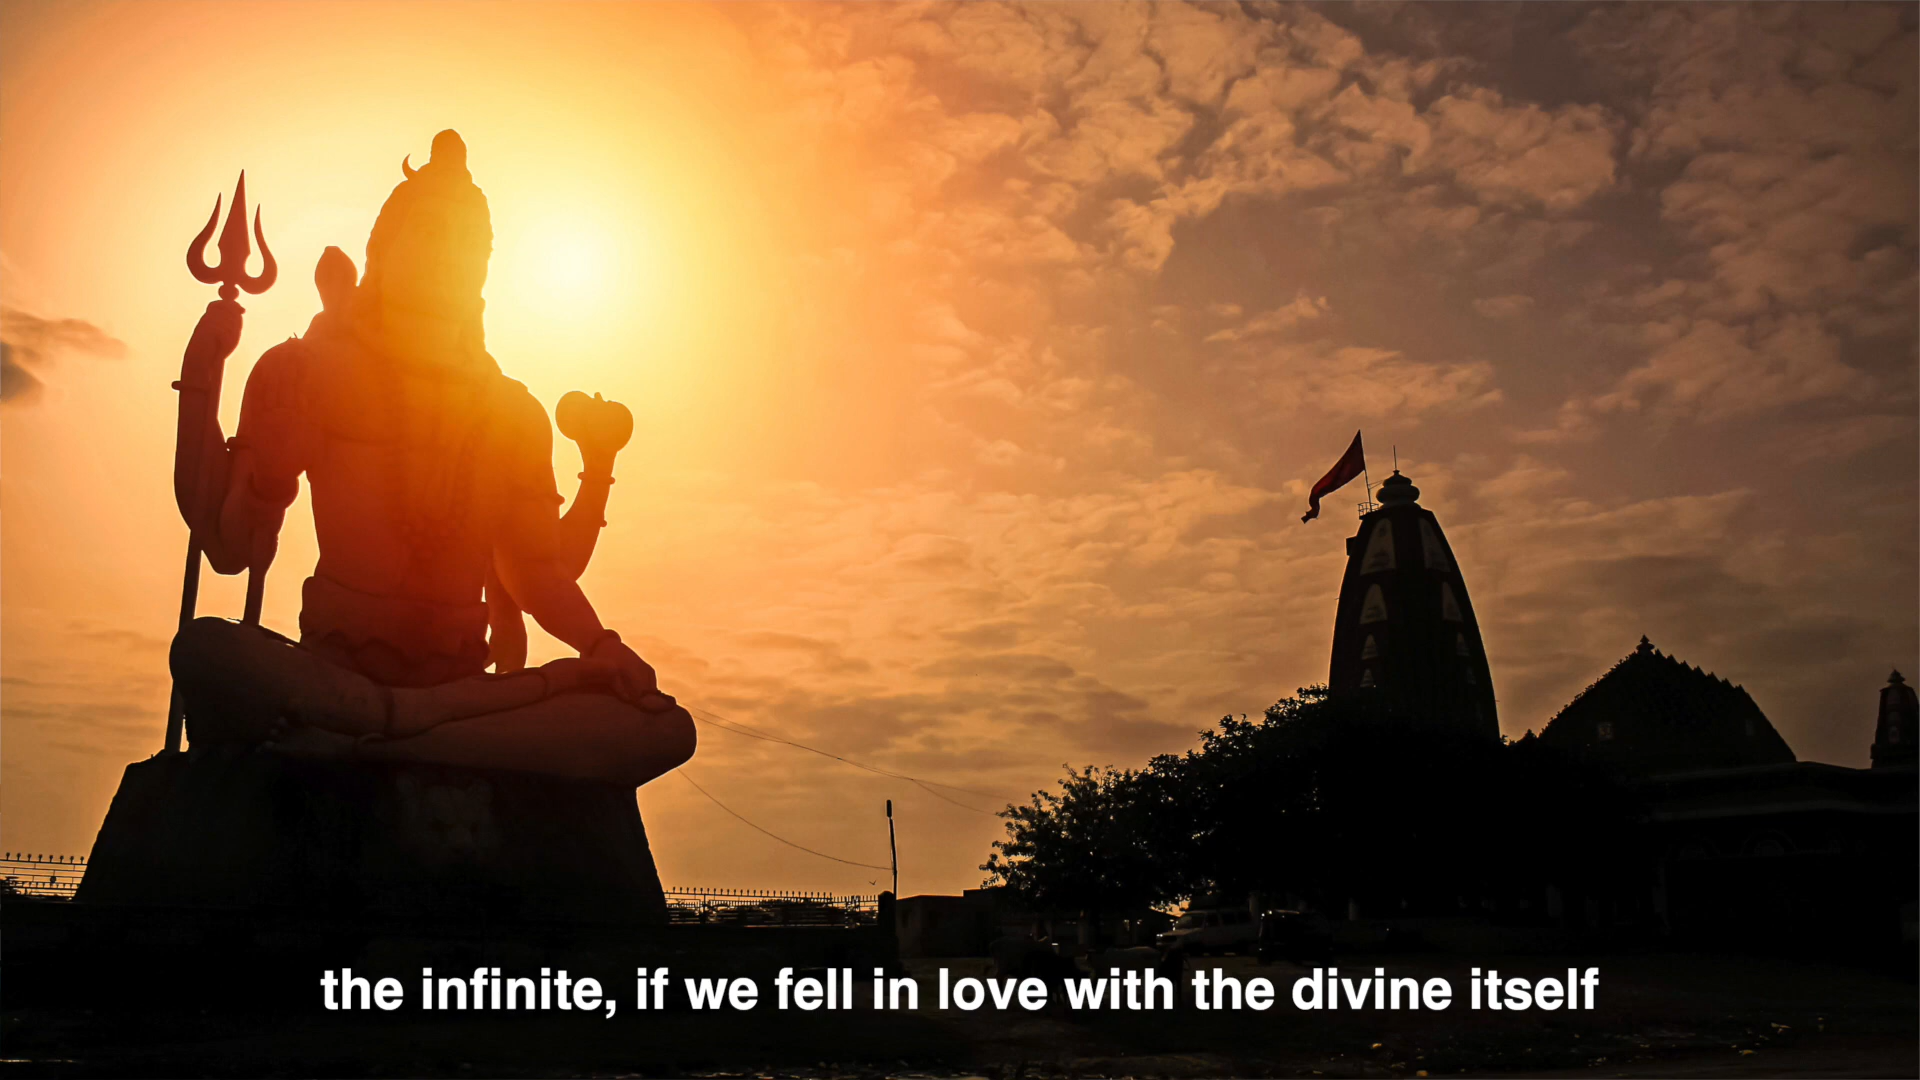 the infinite, if we fell in love with the divine itself